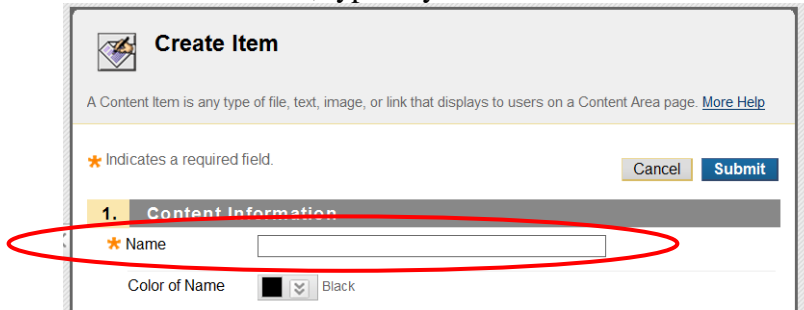 Create Item
A Content Item is any type of file, text, image, or link that displays to users on a Content Area page. More Help
Indicates a required field.
Cancel Submit
1. Content Information
Name
Color of Name Black